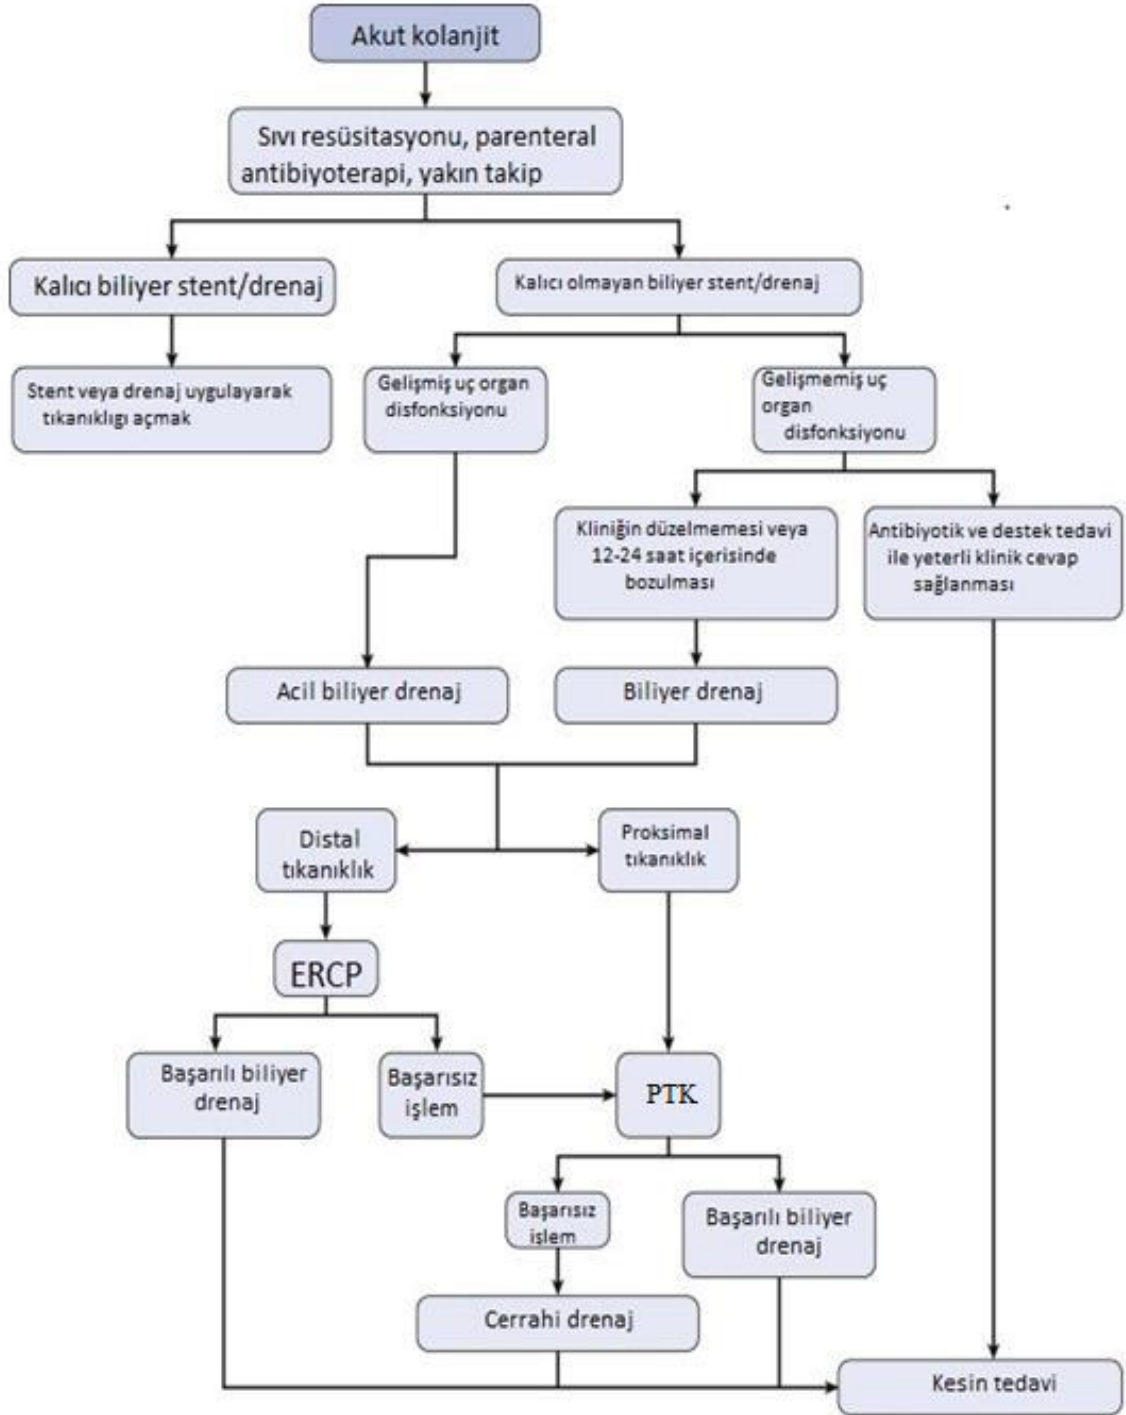 Akut kolanjit
Sıvı resüsitasyonu, parenteral
antibiyoterapi, yakın takip
Kalıcı biliyer stent/drenaj
Kalıcı olmayan biliyer stent/drenaj
Stent veya drenaj uygulayarak
tıkanıklıgı açmak
Gelişmiş uç organ
disfonksiyonu
Gelişmemiş uç
organ
disfonksiyonu
Kliniğin düzelmemesi veya
12-24 saat içerisinde
bozulması
Antibiyotik ve destek tedavi
ile yeterli klinik cevap
sağlanması
Acil biliyer drenaj
Biliyer drenaj
Distal
tıkanıklık
Proksimal
tıkanıklık
ERCP
Başarılı biliyer
drenaj
Başarısız
işlem
PTK
Başarısız
işlem
Başarılı biliyer
drenaj
Cerrahi drenaj
Kesin tedavi